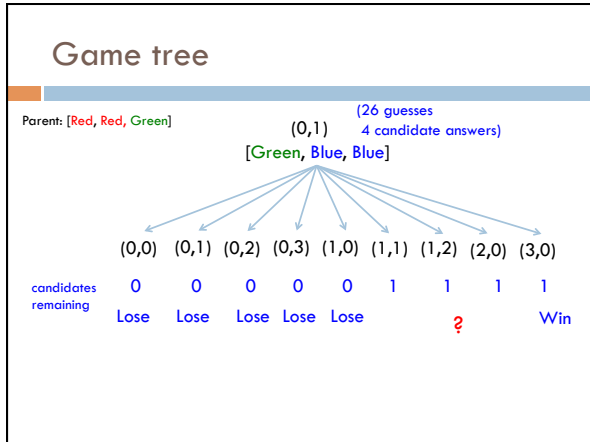 Game tree
Parent: [Red, Red, Green]
(0,1)
(26 guesses
4 candidate answers)
[Green, Blue, Blue]
(0,0) (0,1) (0,2) (0,3) (1,0) (1,1) (1,2) (2,0) (3,0)
candidates
remaining
0 0 0 0 0 1 1 1 1
Lose Lose Lose Lose Lose ? Win